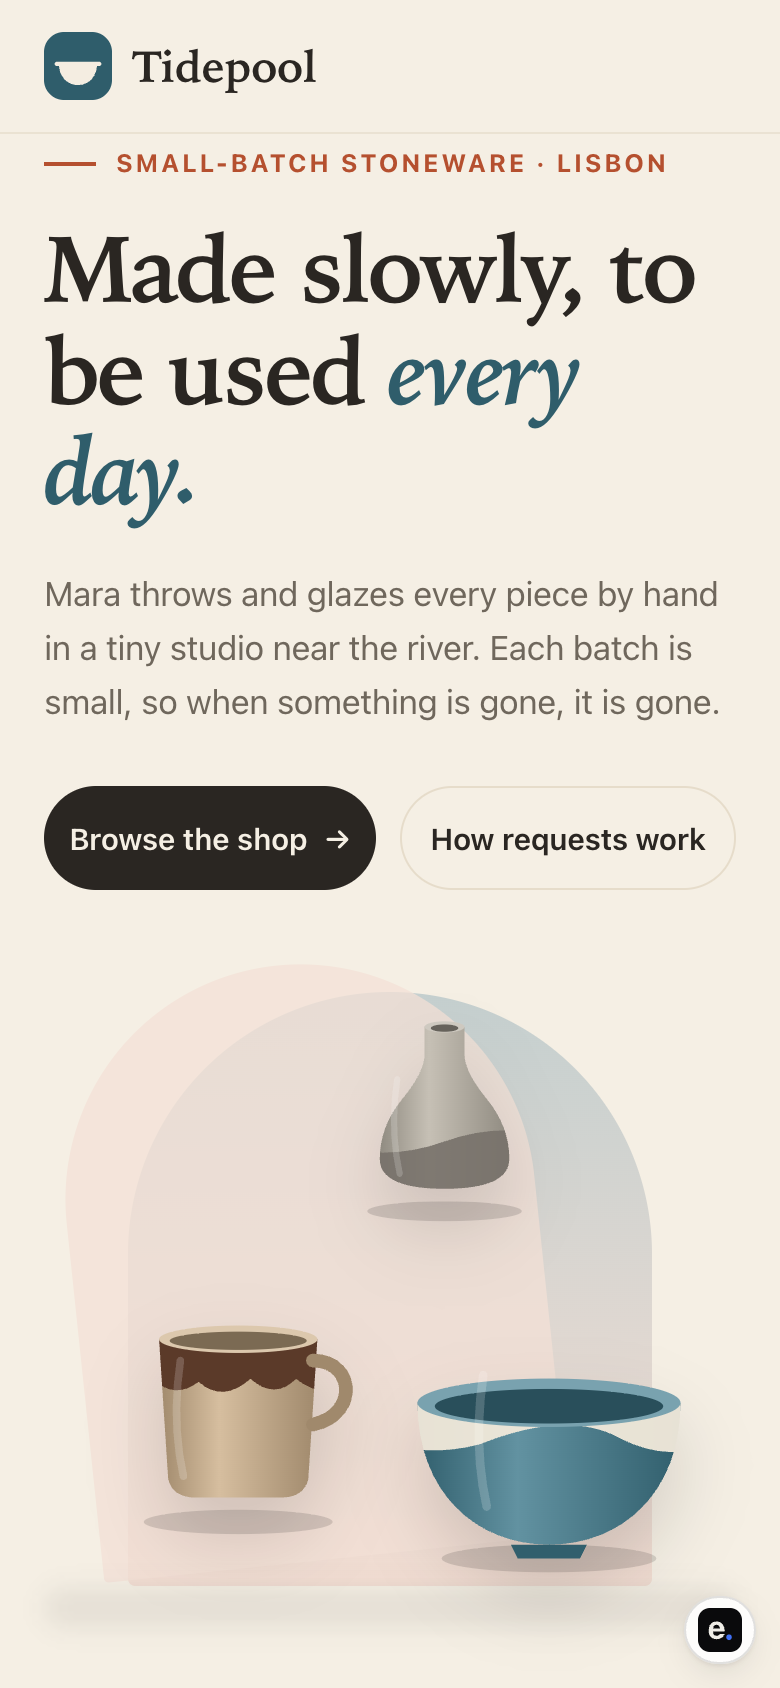 Tidepool
SMALL-BATCH STONEWARE · LISBON
Made slowly, to
be used every
day.
Mara throws and glazes every piece by hand
in a tiny studio near the river. Each batch is
small, so when something is gone, it is gone.
Browse the shop →
How requests work
e.